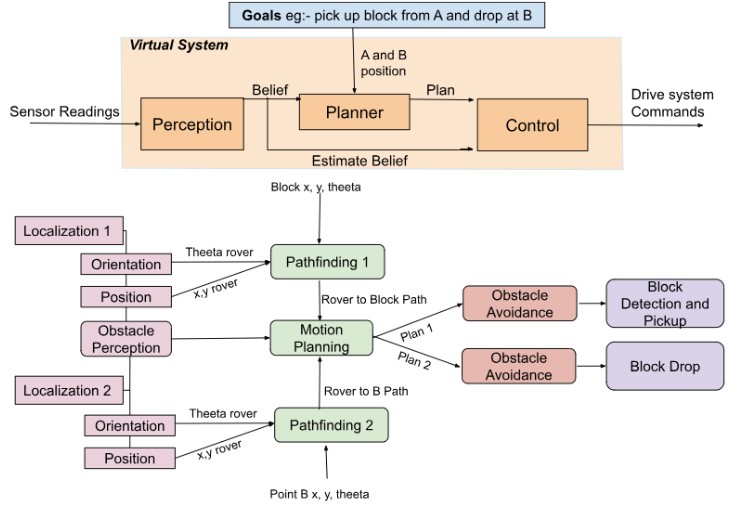 Goals eg:- pick up block from A and drop at B
Virtual System
A and B
position
Belief
Plan
Sensor Readings
Perception
Planner
Control
Drive system
Commands
Estimate Belief
Block x, y, theeta
Localization 1
Orientation
Theeta rover
Pathfinding 1
Position
x,y rover
Rover to Block Path
Obstacle
Perception
Motion
Planning
Plan 1
Plan 2
Obstacle
Avoidance
Block
Detection and
Pickup
Obstacle
Avoidance
Block Drop
Localization 2
Rover to B Path
Orientation
Theeta rover
Pathfinding 2
Position
x,y rover
Point B x, y, theeta